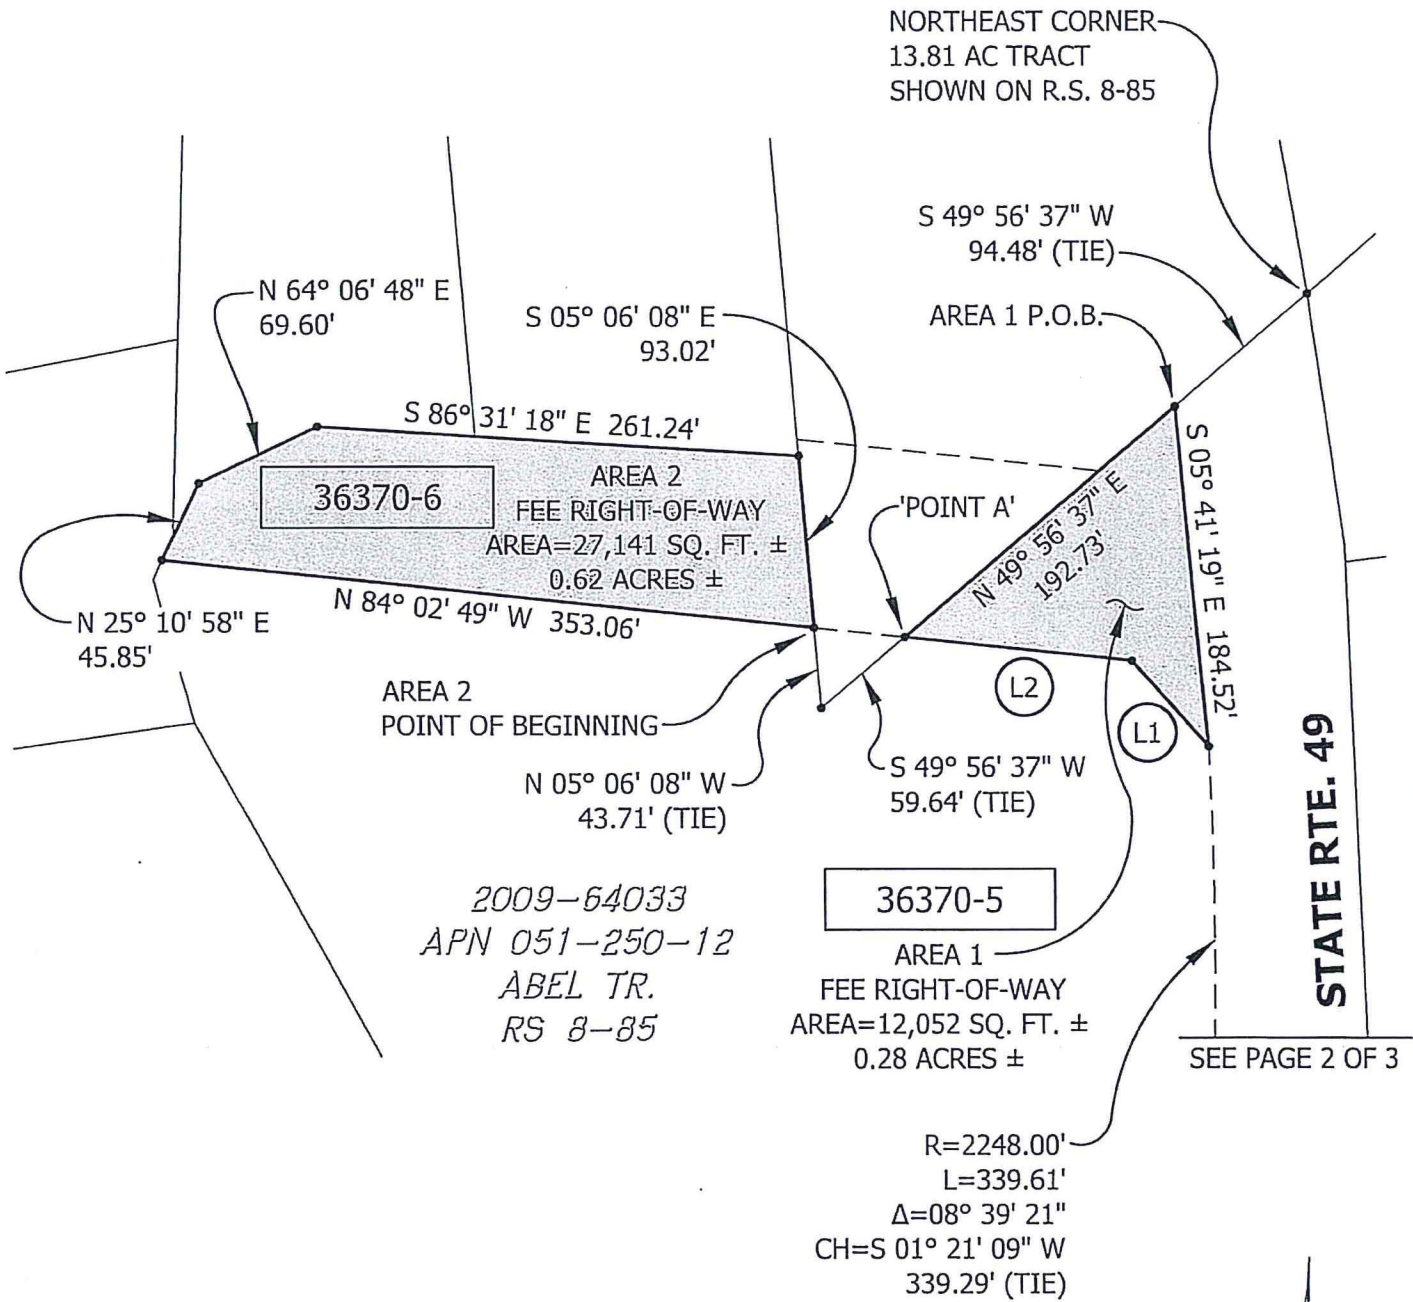 NORTHEAST CORNER
13.81 AC TRACT
SHOWN ON R.S. 8-85
S 49° 56' 37" W
94.48' (TIE)
AREA 1 P.O.B.
N 64° 06' 48" E
69.60'
S 05° 06' 08" E
93.02'
S 86° 31' 18" E 261.24'
36370-6
AREA 2
FEE RIGHT-OF-WAY
AREA=27,141 SQ. FT. ±
0.62 ACRES ±
'POINT A'
N 49° 56' 37" E
192.73'
S 05° 41' 19" E 184.52'
N 84° 02' 49" W 353.06'
N 25° 10' 58" E
45.85'
AREA 2
POINT OF BEGINNING
L2
L1
N 05° 06' 08" W
43.71' (TIE)
S 49° 56' 37" W
59.64' (TIE)
STATE RTE. 49
2009-64033
APN 051-250-12
ABEL TR.
RS 8-85
36370-5
AREA 1
FEE RIGHT-OF-WAY
AREA=12,052 SQ. FT. ±
0.28 ACRES ±
SEE PAGE 2 OF 3
R=2248.00'
L=339.61'
Δ=08° 39' 21"
CH=S 01° 21' 09" W
339.29' (TIE)